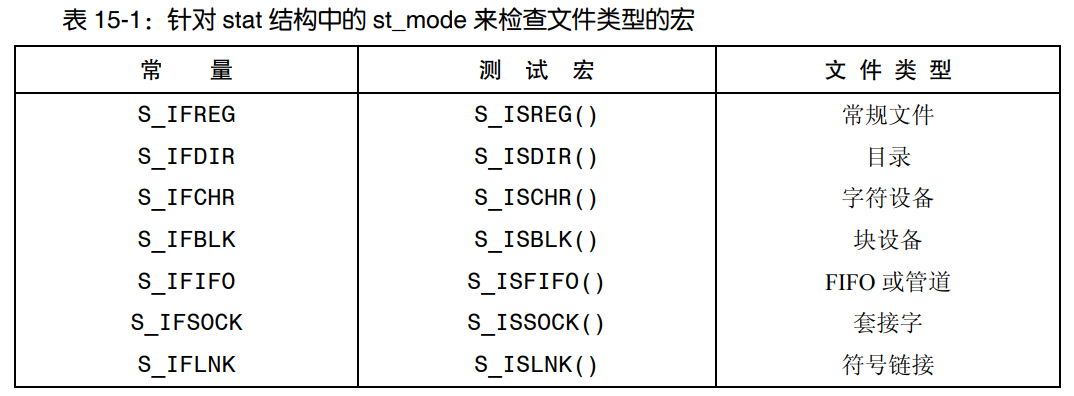 表 15-1：针对 stat 结构中的 st_mode 来检查文件类型的宏
常 量 测 试 宏 文 件 类 型
S_IFREG S_ISREG() 常规文件
S_IFDIR S_ISDIR() 目录
S_IFCHR S_ISCHR() 字符设备
S_IFBLK S_ISBLK() 块设备
S_IFIFO S_ISFIFO() FIFO 或管道
S_IFSOCK S_ISSOCK() 套接字
S_IFLNK S_ISLNK() 符号链接